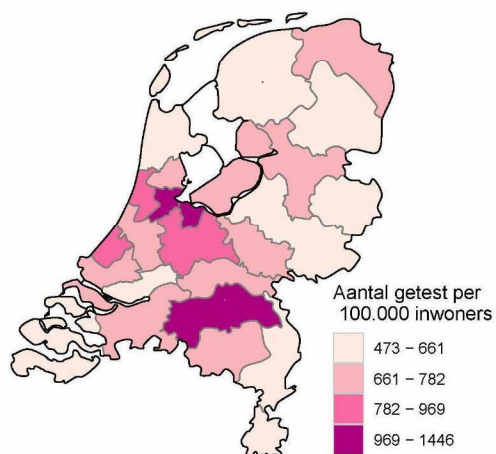 Aantal getest per
100.000 inwoners
473 – 661
661 – 782
782 – 969
969 – 1446